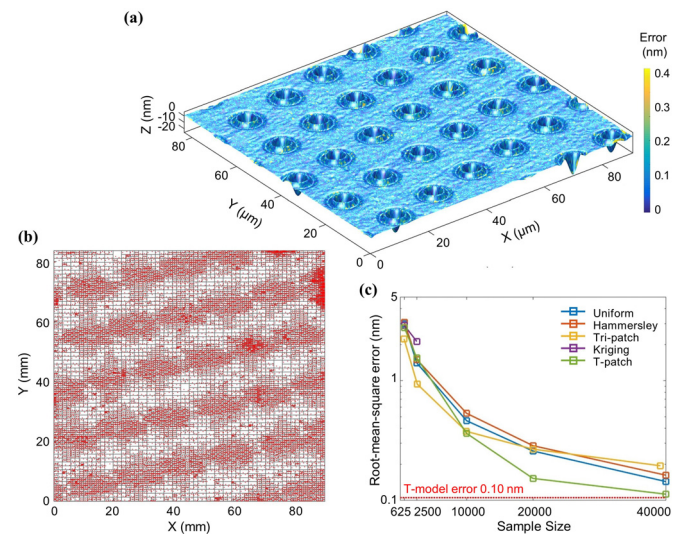 (a)
Error
(nm)
0.4
0.3
0.2
0.1
0
Z (nm)
0
-10
-20
80
60
40
20
0
Y (µm)
0
20
40
60
80
X (µm)
(b)
80
60
40
20
0
Y (mm)
0
20
40
60
80
X (mm)
(c)
5
1
0.1
Root-mean-square error (nm)
Uniform
Hammersley
Tri-patch
Kriging
T-patch
T-model error 0.10 nm
625 2500 10000 20000 40000
Sample Size